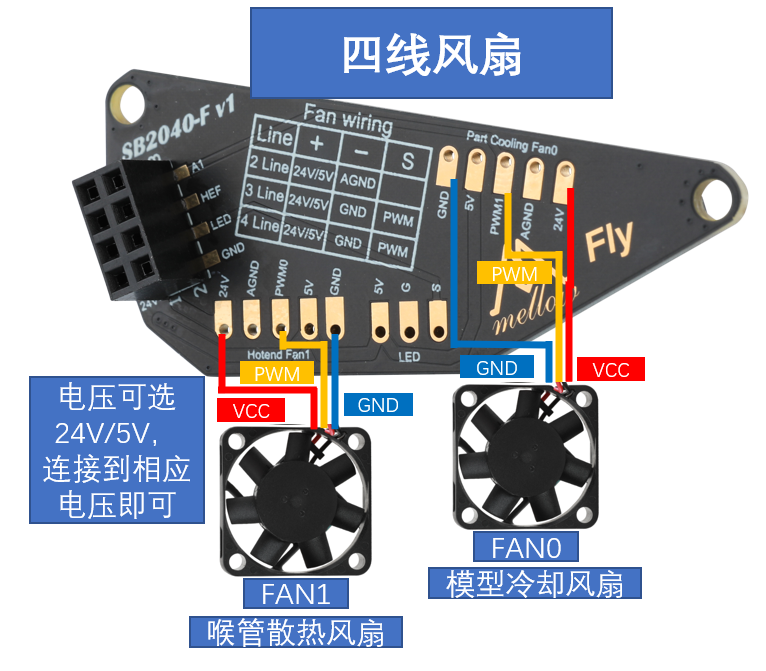 四线风扇
SB2040-F v1
Fan wiring
Line + − S
2 Line 24V/5V AGND
3 Line 24V/5V GND PWM
4 Line 24V/5V GND PWM
Part Cooling Fan0
GND 5V PWM1 AGND 24V
A1
HEF
LED
GND
Fly
mellow
24V AGND PWM0 5V GND
5V G S
Hotend Fan1
LED
PWM
GND
VCC
PWM
VCC
GND
电压可选
24V/5V,
连接到相应
电压即可
FAN0
模型冷却风扇
FAN1
喉管散热风扇